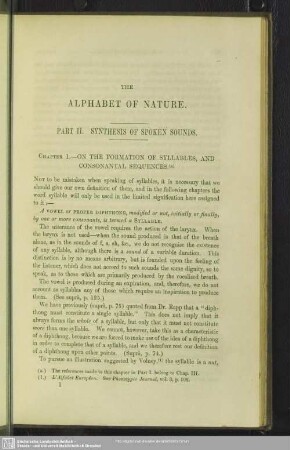 THE
ALPHABET OF NATURE.
PART II. SYNTHESIS OF SPOKEN SOUNDS.
CHAPTER I.—ON THE FORMATION OF SYLLABLES, AND
CONSONANTAL SEQUENCES.
NOT to be mistaken when speaking of syllables, it is necessary that we
should give our own definition of them, and in the following chapters the
word syllable will only be used in the limited signification here assigned
to it:—
A VOWEL OR PROPER DIPHTHONG, modified or not, initially or finally,
by one or more consonants, is termed a SYLLABLE.
The utterance of the vowel requires the action of the larynx. When
the larynx is not used—when the sound produced is that of the breath
alone, as in the sounds of f, s, sh, &c., we do not recognize the existence
of any syllable, although there is a sound of a variable duration. This
distinction is by no means arbitrary, but is founded upon the feeling of
the listener, which does not accord to such sounds the same dignity, so to
speak, as to those which are primarily produced by the vocalised breath.
The vowel is produced during an expiration, and, therefore, we do not
account as syllables any of those which require an inspiration to produce
them. (See suprà, p.
We have previously (suprà, p. 75) quoted from Dr. Rapp that a "diph-
thong must constitute a single syllable." This does not imply that it
always forms the whole of a syllable, but only that it must not constitute
more than one syllable. We cannot, however, take this as a characteristic
of a diphthong, because we are forced to make use of the idea of a diphthong
in order to complete that of a syllable, and we therefore rest our definition
of a diphthong upon other points. (Suprà, p. 74.)
To pursue an illustration suggested by Volney, the syllable is a nut,
(a.) The references made in this chapter to Part I. belong to Chap. III.
(1.) L'Alfabet Européen. See Phonotypic Journal, vol. 3, p.
1